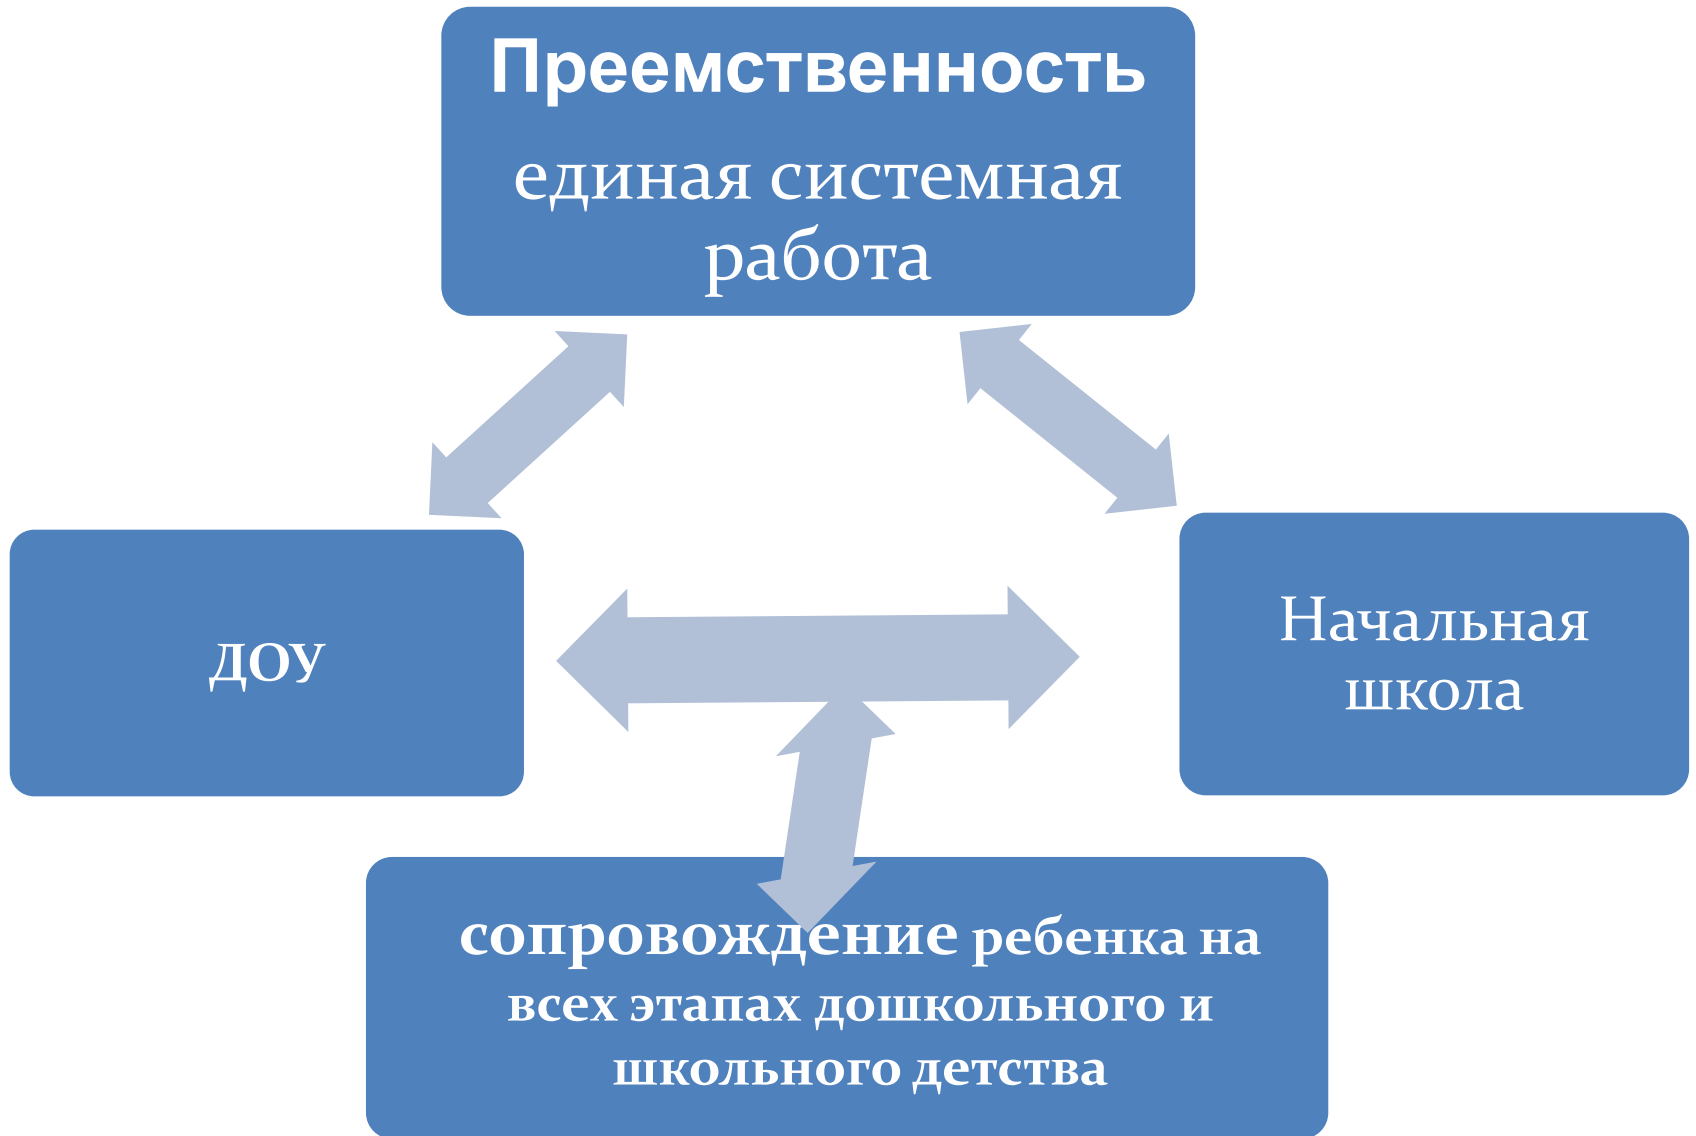 Преемственность
единая системная
работа
ДОУ
Начальная
школа
сопровождение ребенка на
всех этапах дошкольного и
школьного детства